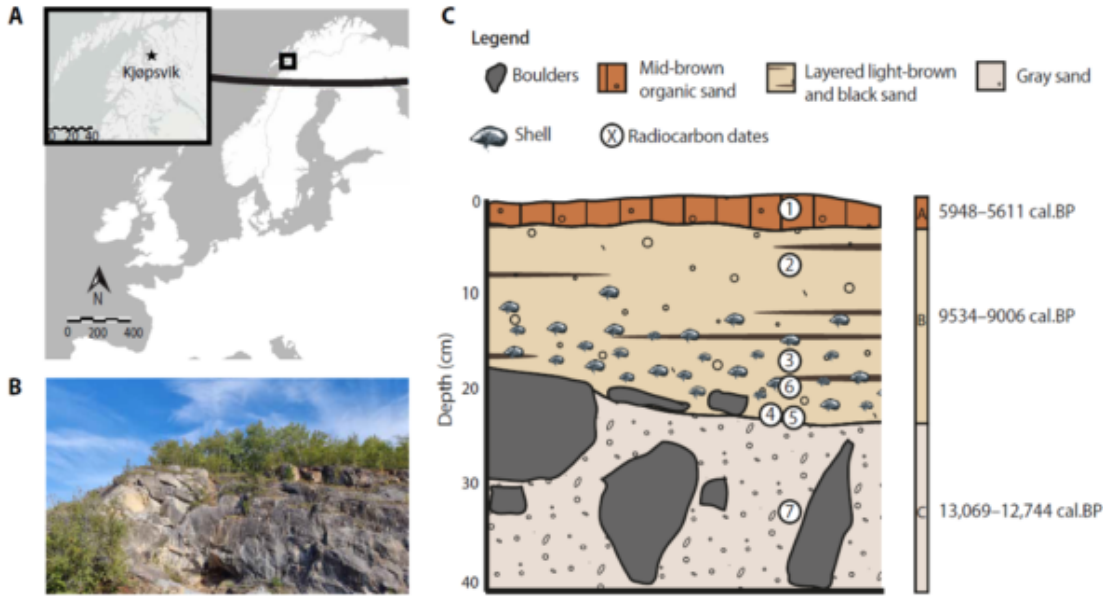 A
Kjøpsvik
0 20 40
N
0 200 400
B
C
Legend
Boulders
Mid-brown
organic sand
Layered light-brown
and black sand
Gray sand
Shell
X Radiocarbon dates
Depth (cm)
0
10
20
30
40
1
2
3
6
4 5
7
A 5948–5611 cal.BP
B 9534–9006 cal.BP
C 13,069–12,744 cal.BP